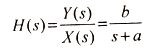 H(s) = Y(s)/X(s) = b/(s+a)